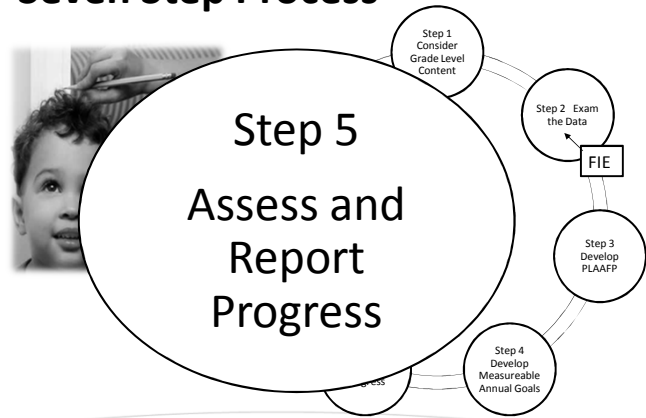 Seven Step Process
Step 1
Consider
Grade Level
Content
Step 2 Exam
the Data
FIE
Step 3
Develop
PLAAFP
Step 4
Develop
Measureable
Annual Goals
Step 5
Assess and
Report
Progress